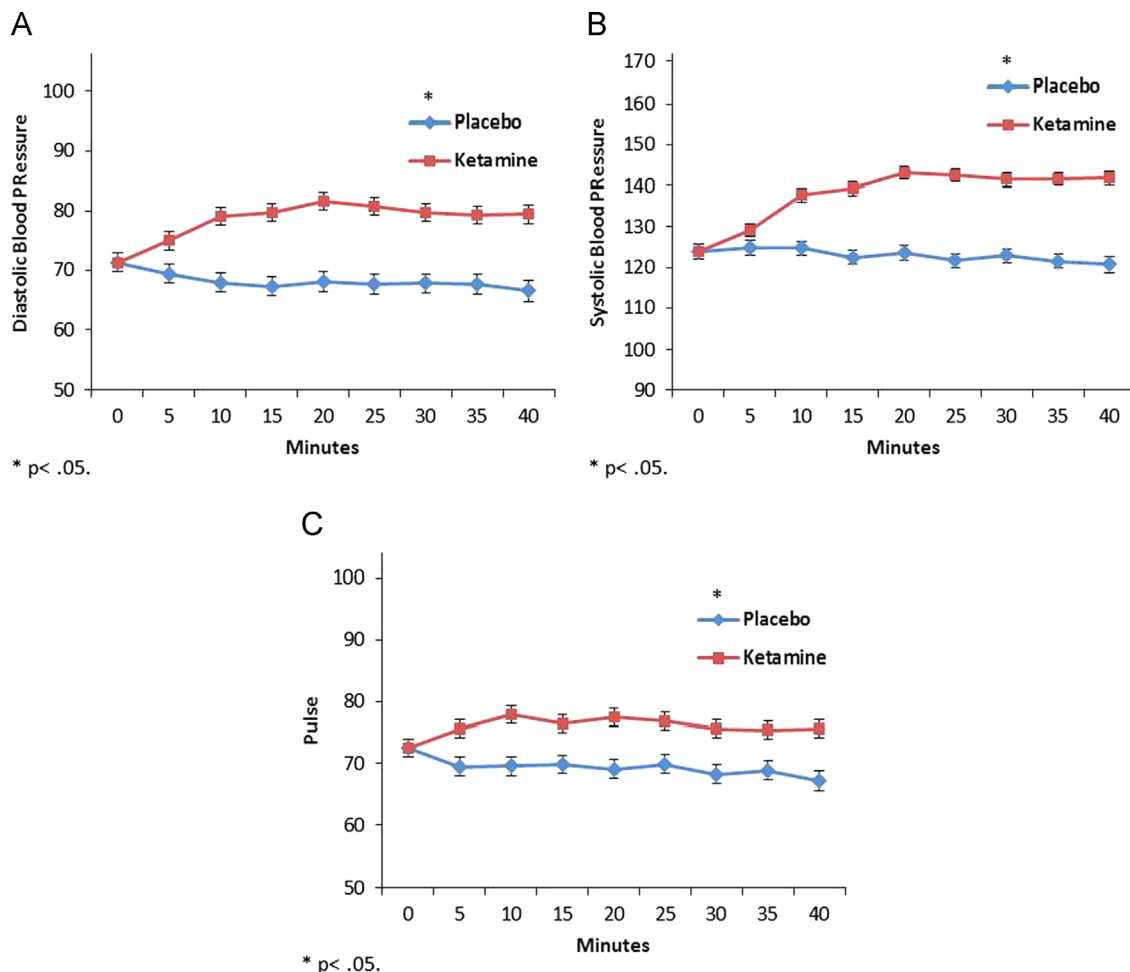 A
Diastolic Blood PRessure
100
90
80
70
60
50
*
Placebo
Ketamine
0 5 10 15 20 25 30 35 40
Minutes
* p< .05.
B
Systolic Blood PRessure
170
160
150
140
130
120
110
100
90
*
Placebo
Ketamine
0 5 10 15 20 25 30 35 40
Minutes
* p< .05.
C
Pulse
100
90
80
70
60
50
*
Placebo
Ketamine
0 5 10 15 20 25 30 35 40
Minutes
* p< .05.